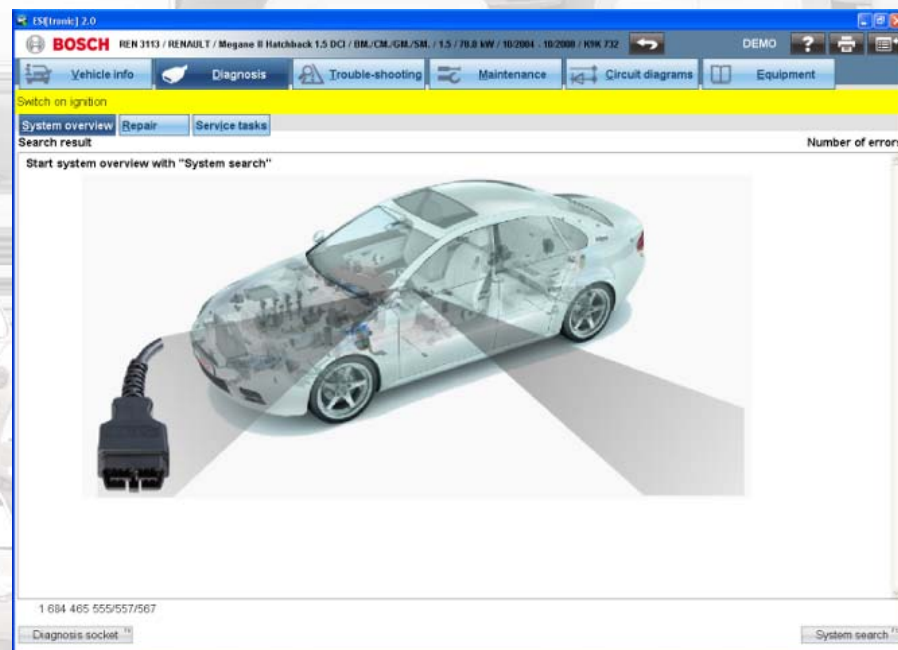 ESI[tronic] 2.0
BOSCH REN 3113 / RENAULT / Megane II Hatchback 1.5 DCI / BM./CM./GM./SM. / 1.5 / 78.0 kW / 10/2004 - 10/2008 / K9K 732 DEMO ?
Vehicle info Diagnosis Trouble-shooting Maintenance Circuit diagrams Equipment
Switch on ignition
System overview Repair Service tasks
Search result Number of errors
Start system overview with "System search"
1 684 465 555/557/567
Diagnosis socket System search